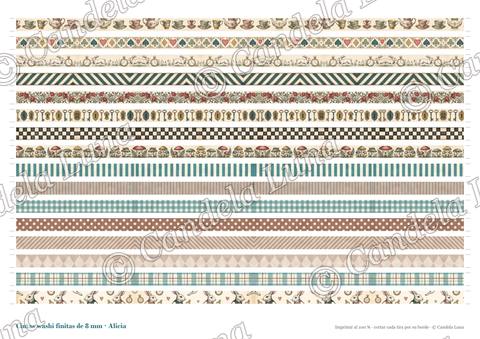 © Candela Luna
Cintas washi finitas de 8 mm · Alicia
Imprimir al 100 % · cortar cada tira por su borde · © Candela Luna